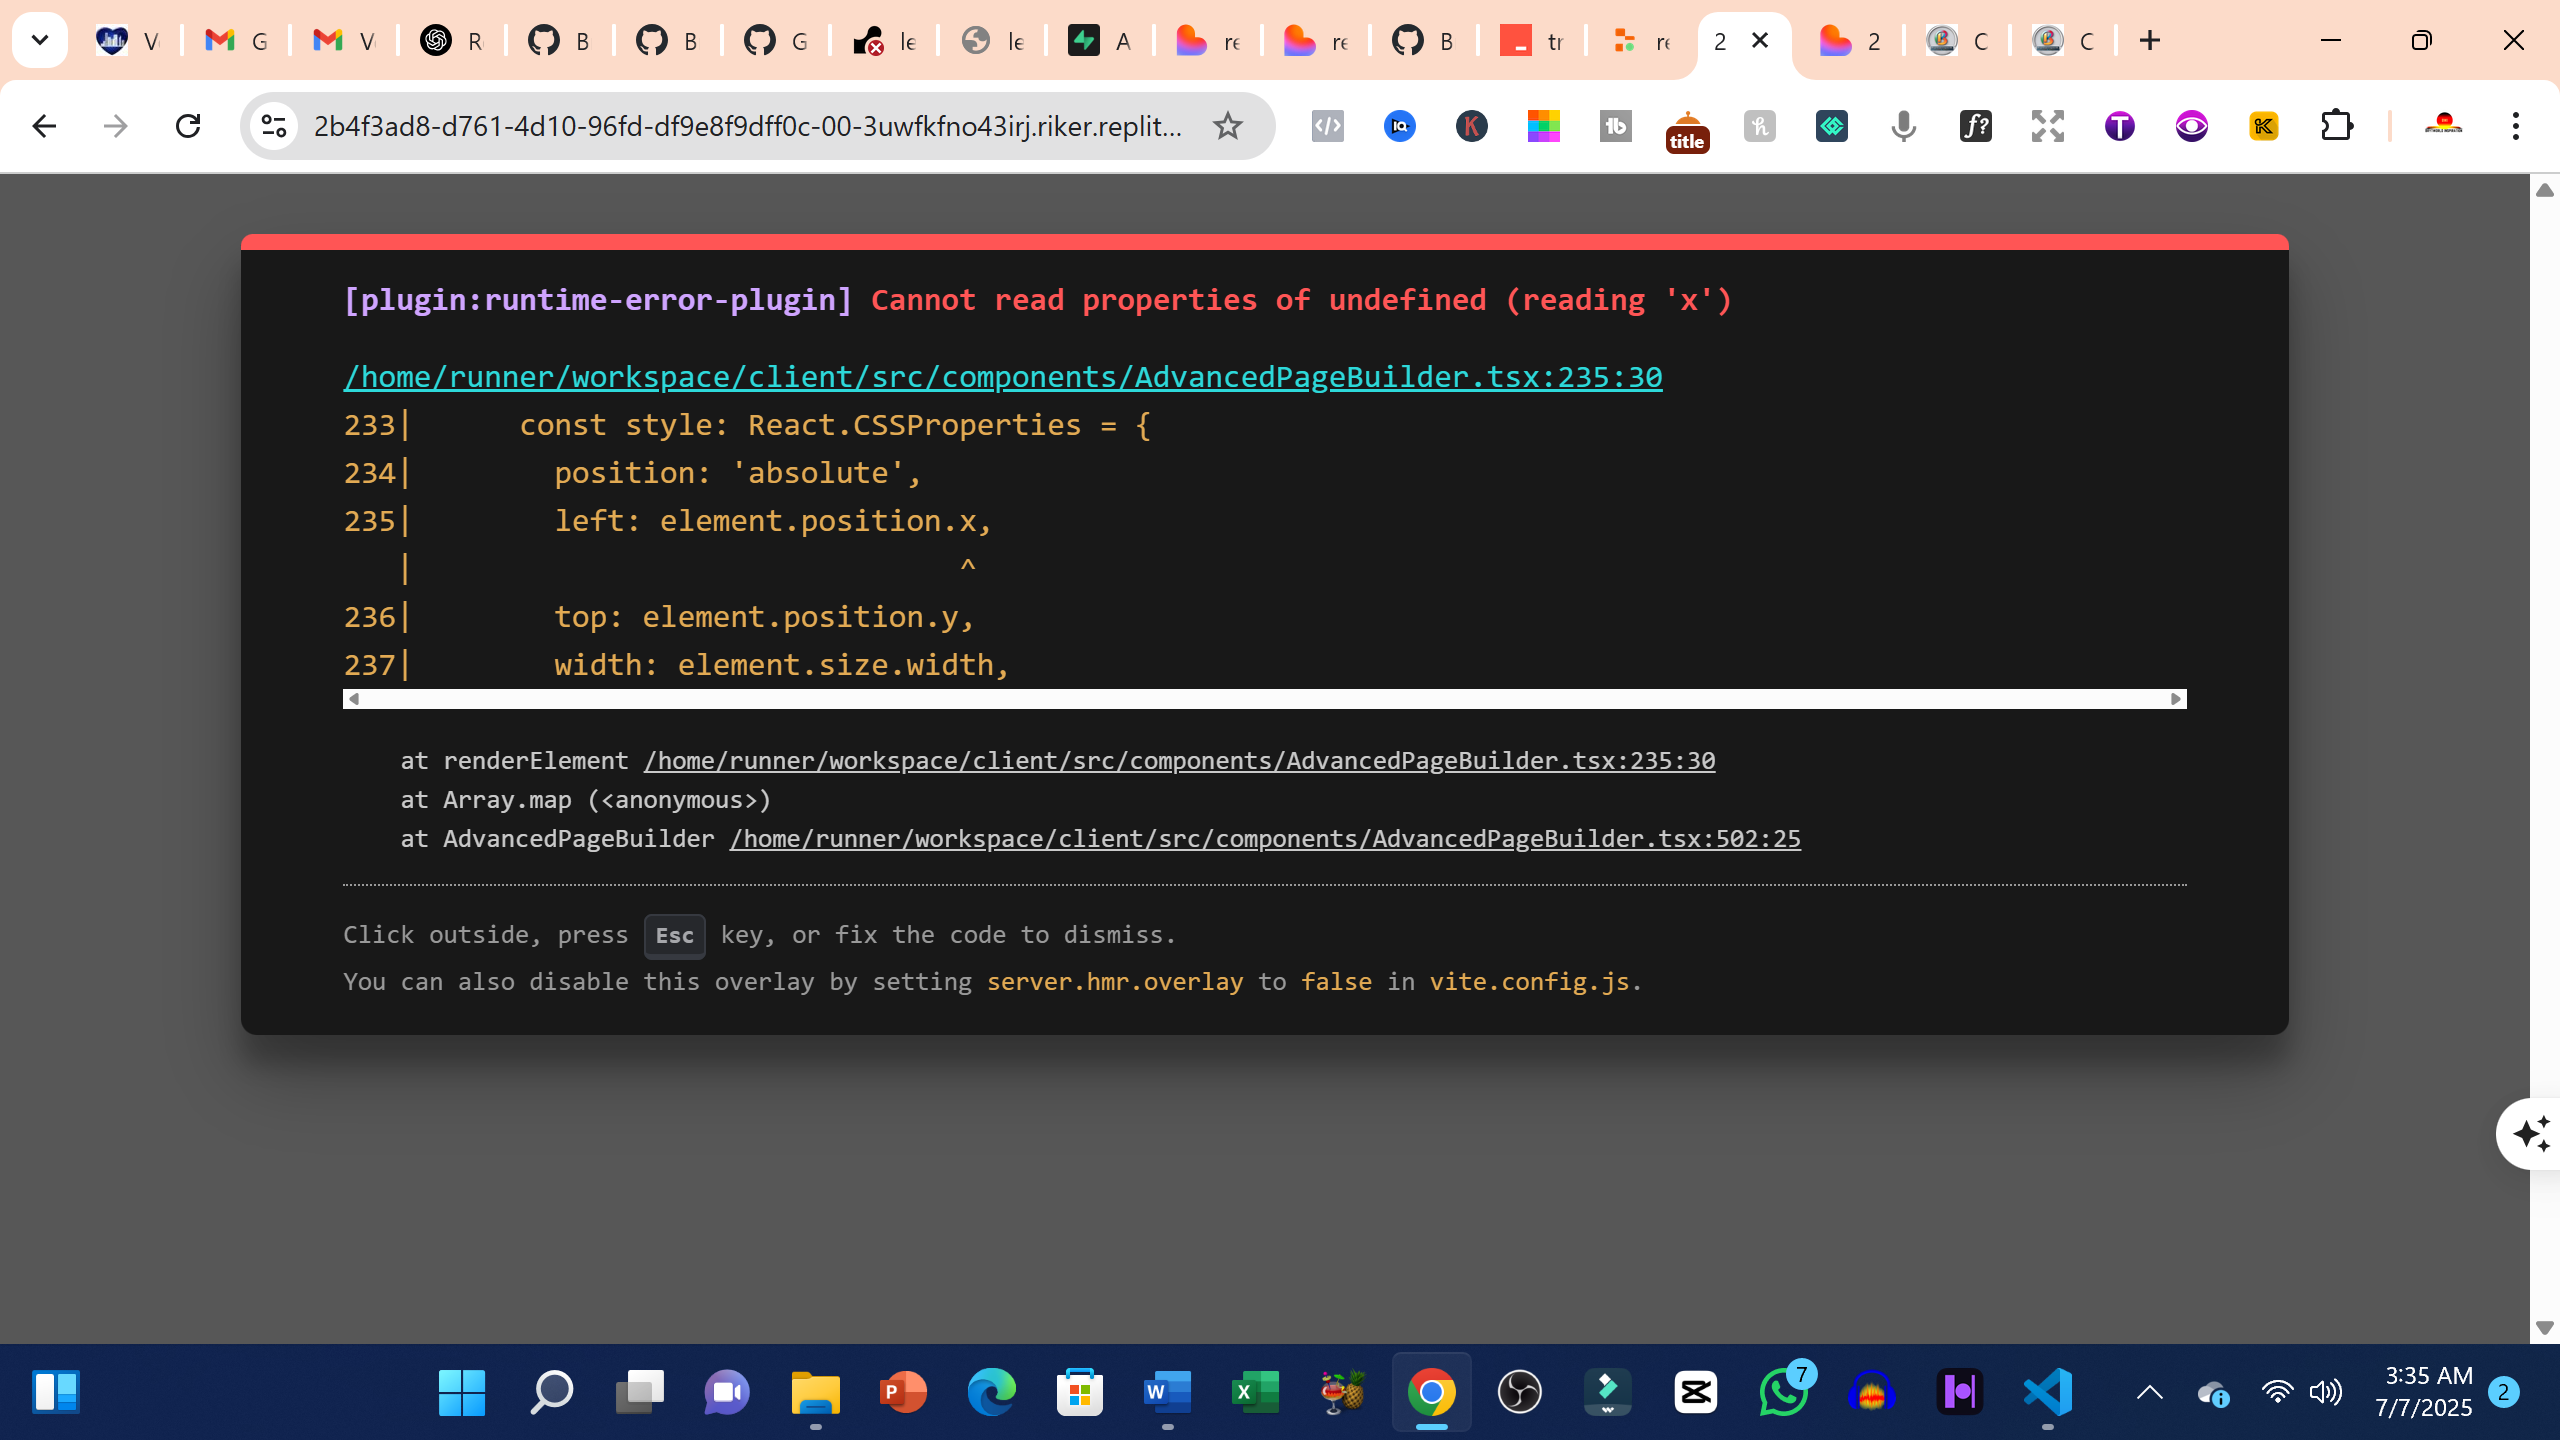 V
G
V
R
B
B
G
le
le
A
re
re
B
tr
re
2
2
C
C
2b4f3ad8-d761-4d10-96fd-df9e8f9dff0c-00-3uwfkfno43irj.riker.replit...
title
[plugin:runtime-error-plugin] Cannot read properties of undefined (reading 'x')
/home/runner/workspace/client/src/components/AdvancedPageBuilder.tsx:235:30
233|      const style: React.CSSProperties = {
234|        position: 'absolute',
235|        left: element.position.x,
   |                               ^
236|        top: element.position.y,
237|        width: element.size.width,
at renderElement /home/runner/workspace/client/src/components/AdvancedPageBuilder.tsx:235:30
at Array.map (<anonymous>)
at AdvancedPageBuilder /home/runner/workspace/client/src/components/AdvancedPageBuilder.tsx:502:25
Click outside, press Esc key, or fix the code to dismiss.
You can also disable this overlay by setting server.hmr.overlay to false in vite.config.js.
7
3:35 AM
7/7/2025
2